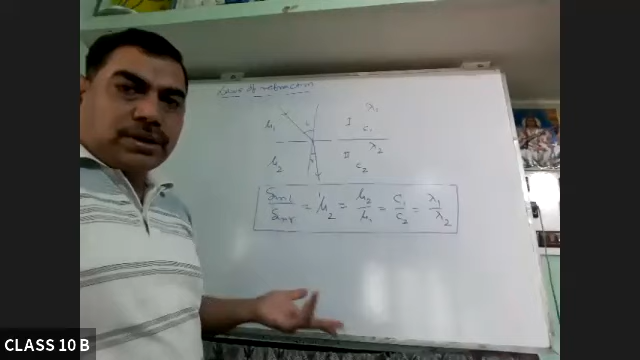 Laws of refraction
λ₁
μ₁ i I C₁
λ₂
μ₂ r II C₂
Sin i / Sin r = ¹μ₂ = μ₂/μ₁ = C₁/C₂ = λ₁/λ₂
CLASS 10 B